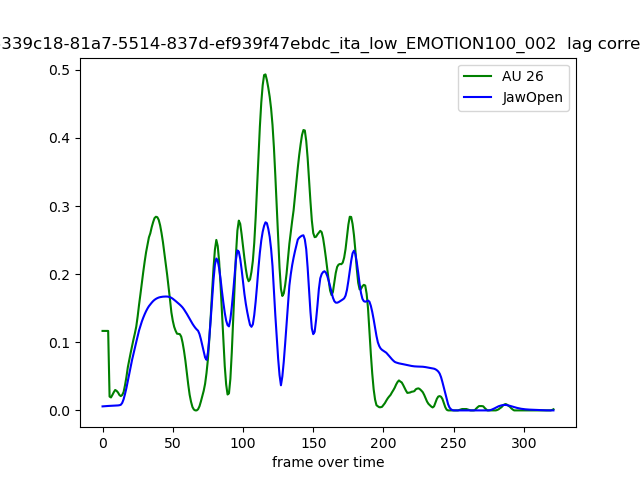 339c18-81a7-5514-837d-ef939f47ebdc_ita_low_EMOTION100_002 lag corre
AU 26
JawOpen
0.5
0.4
0.3
0.2
0.1
0.0
0 50 100 150 200 250 300
frame over time